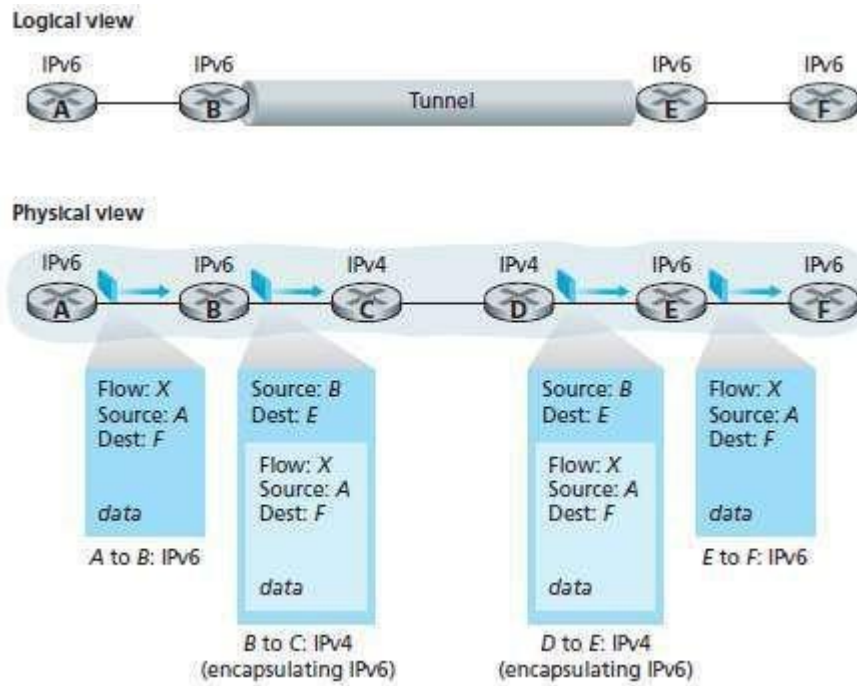 Logical view
IPv6 IPv6 IPv6 IPv6
A B Tunnel E F
Physical view
IPv6 IPv6 IPv4 IPv4 IPv6 IPv6
A B C D E F
Flow: X
Source: A
Dest: F
data
A to B: IPv6
Source: B
Dest: E
Flow: X
Source: A
Dest: F
data
B to C: IPv4
(encapsulating IPv6)
Source: B
Dest: E
Flow: X
Source: A
Dest: F
data
D to E: IPv4
(encapsulating IPv6)
Flow: X
Source: A
Dest: F
data
E to F: IPv6